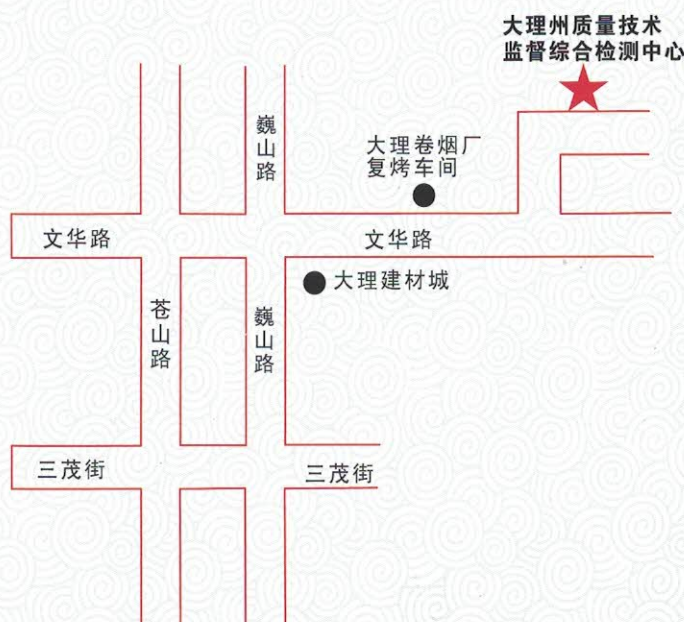 大理州质量技术
监督综合检测中心
巍山路
大理卷烟厂
复烤车间
文华路
文华路
大理建材城
苍山路
巍山路
三茂街
三茂街